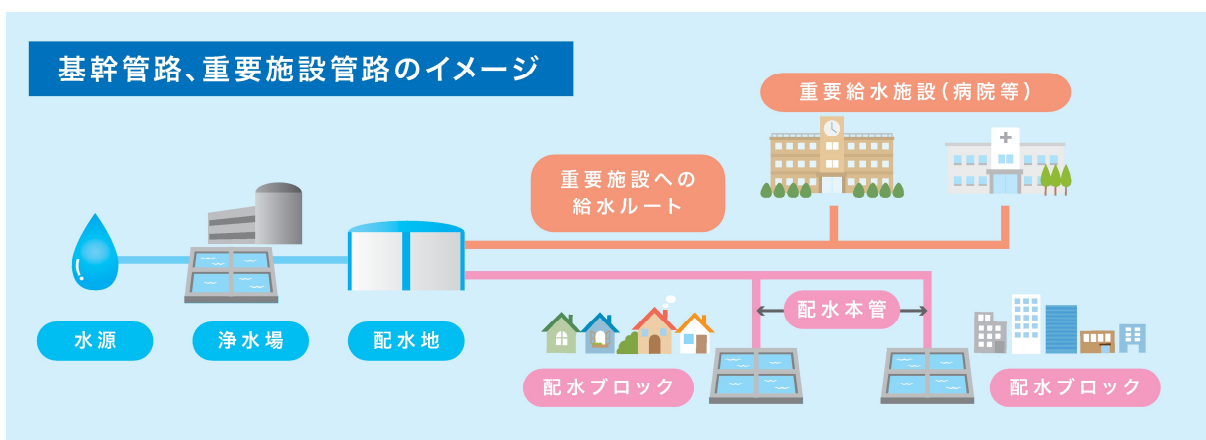 基幹管路、重要施設管路のイメージ
重要給水施設(病院等)
重要施設への
給水ルート
水源
浄水場
配水地
配水本管
配水ブロック
配水ブロック